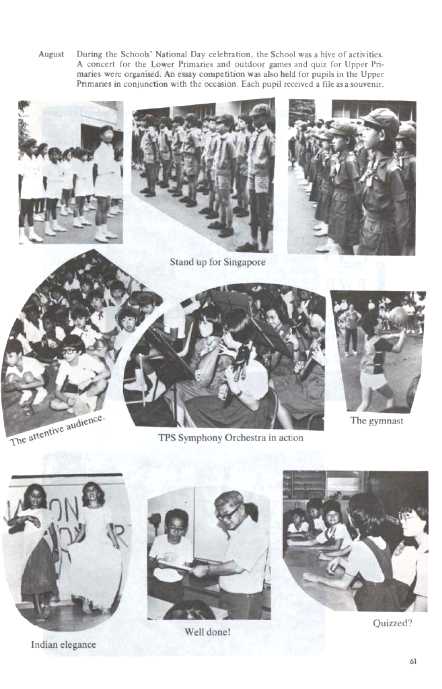 August During the Schools' National Day celebration, the School was a hive of activities.
A concert for the Lower Primaries and outdoor games and quiz for Upper Pri-
maries were organised. An essay competition was also held for pupils in the Upper
Primaries in conjunction with the occasion. Each pupil received a file as a souvenir.
Stand up for Singapore
The attentive audience.
TPS Symphony Orchestra in action
The gymnast
ON
Indian elegance
Well done!
Quizzed?
61